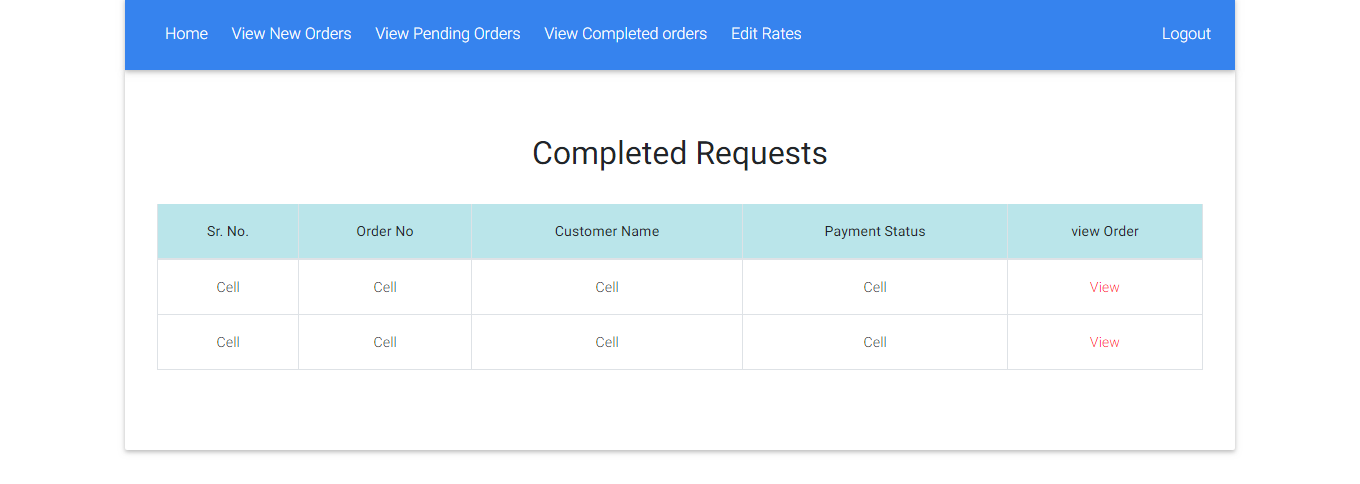 Home View New Orders View Pending Orders View Completed orders Edit Rates Logout
Completed Requests
Sr. No. Order No Customer Name Payment Status view Order
Cell Cell Cell Cell View
Cell Cell Cell Cell View